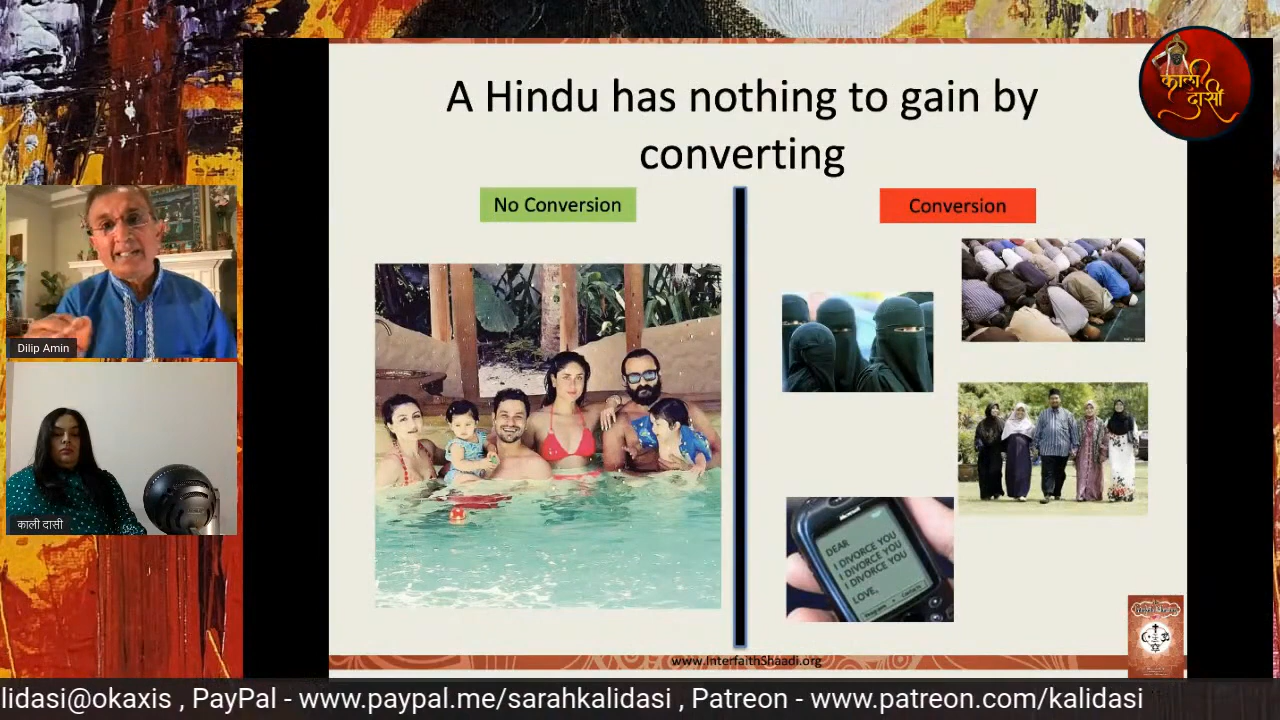 A Hindu has nothing to gain by
converting
काली
दासी
No Conversion
Conversion
Dilip Amin
काली दासी
DEAR
I DIVORCE YOU
I DIVORCE YOU
I DIVORCE YOU
LOVE,
www.InterfaithShaadi.org
lidasi@okaxis , PayPal - www.paypal.me/sarahkalidasi , Patreon - www.patreon.com/kalidasi